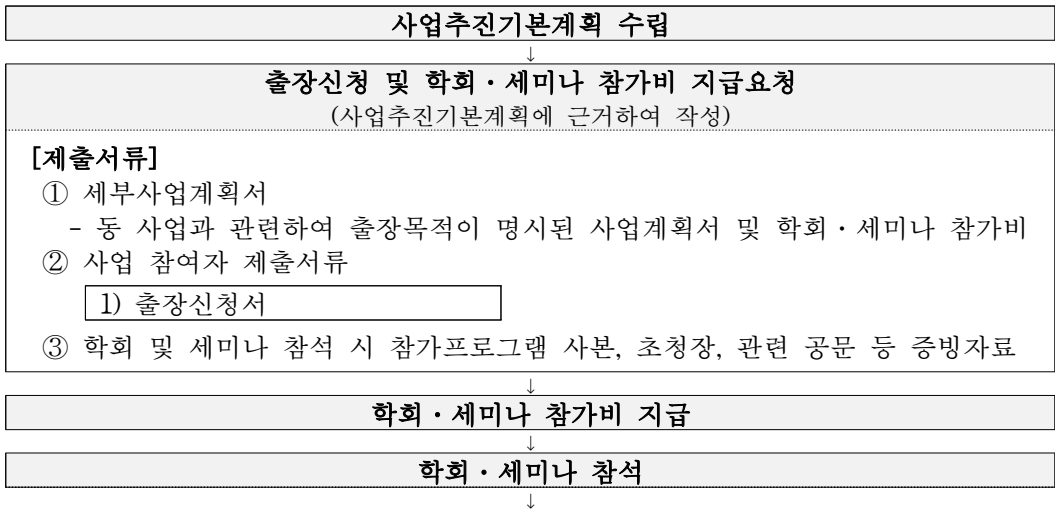 사업추진기본계획 수립
↓
출장신청 및 학회・세미나 참가비 지급요청
(사업추진기본계획에 근거하여 작성)
[제출서류]
① 세부사업계획서
- 동 사업과 관련하여 출장목적이 명시된 사업계획서 및 학회・세미나 참가비
② 사업 참여자 제출서류
1) 출장신청서
③ 학회 및 세미나 참석 시 참가프로그램 사본, 초청장, 관련 공문 등 증빙자료
↓
학회・세미나 참가비 지급
↓
학회・세미나 참석
↓